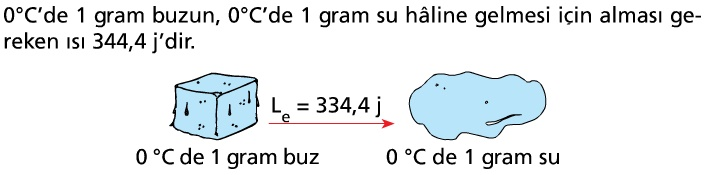 0°C'de 1 gram buzun, 0°C'de 1 gram su hâline gelmesi için alması ge-
reken ısı 344,4 j'dir.
Le = 334,4 j
0 °C de 1 gram buz
0 °C de 1 gram su